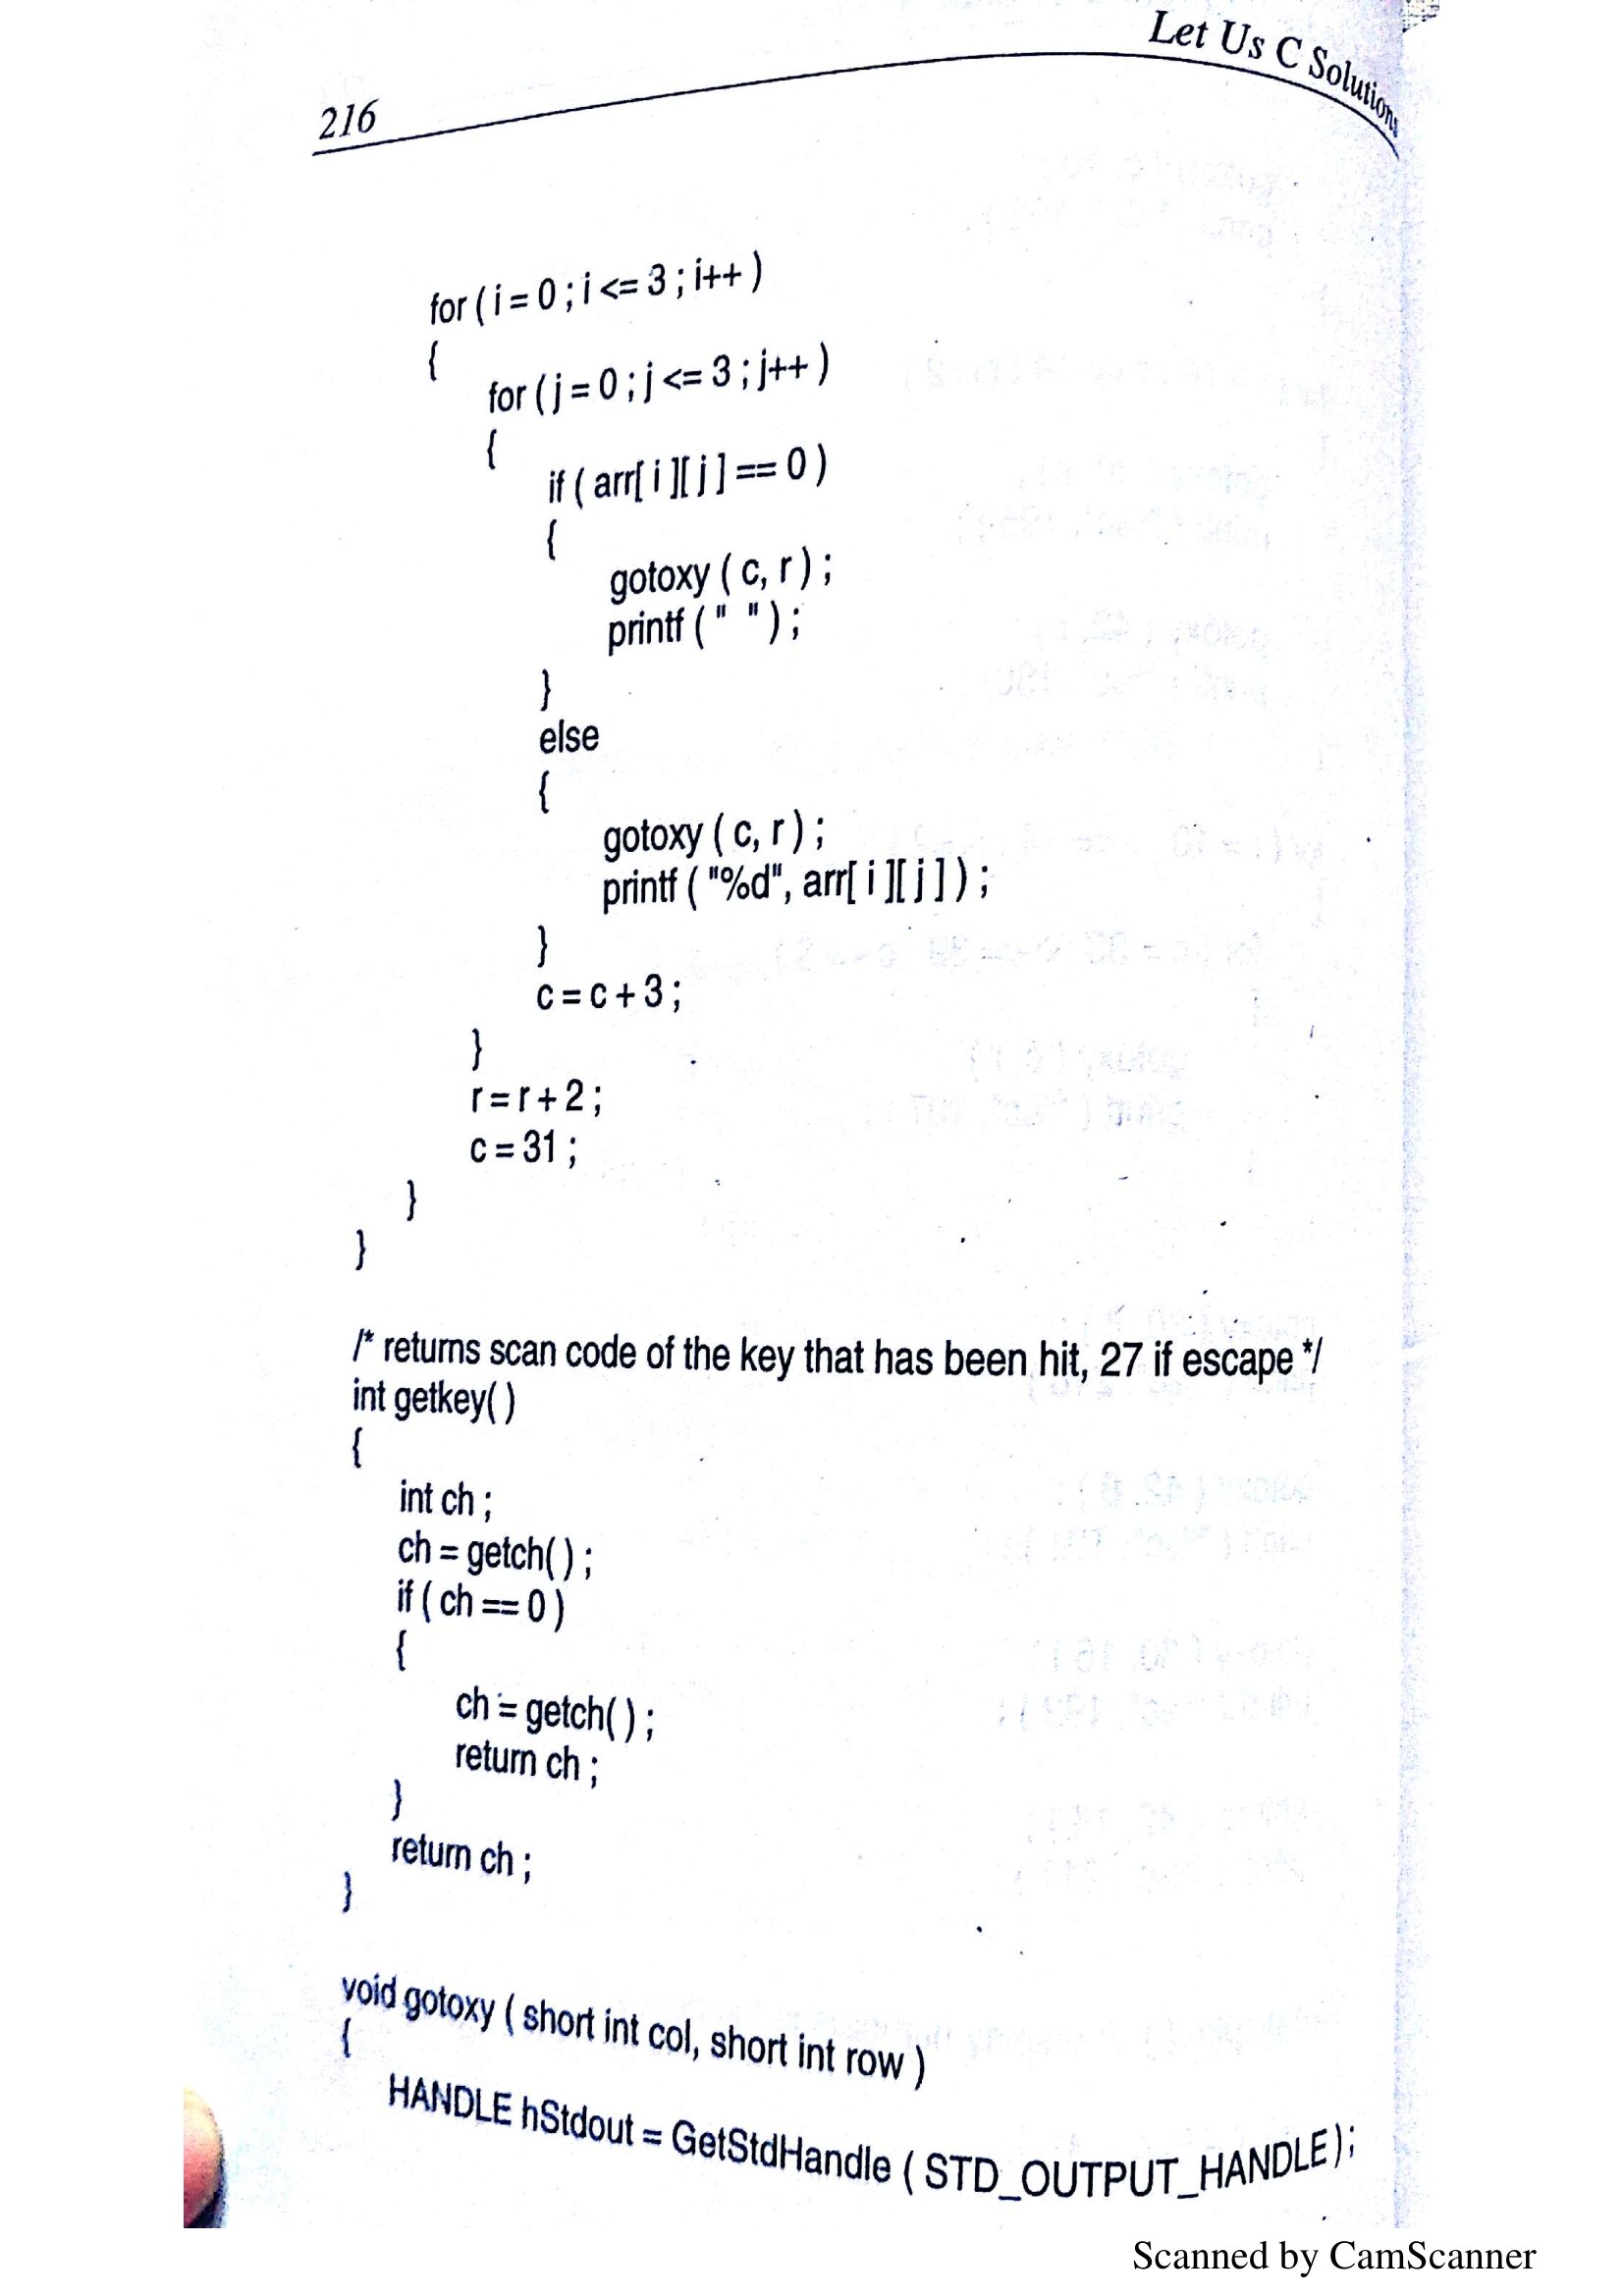 Let Us C Solutions
216
for ( i = 0 ; i <= 3 ; i++ )
{
for ( j = 0 ; j <= 3 ; j++ )
{
if ( arr[ i ][ j ] == 0 )
{
gotoxy ( c, r ) ;
printf ( "  " ) ;
}
else
{
gotoxy ( c, r ) ;
printf ( "%d", arr[ i ][ j ] ) ;
}
c = c + 3 ;
}
r = r + 2 ;
c = 31 ;
}
}
/* returns scan code of the key that has been hit, 27 if escape */
int getkey( )
{
int ch ;
ch = getch( ) ;
if ( ch == 0 )
{
ch = getch( ) ;
return ch ;
}
return ch ;
}
void gotoxy ( short int col, short int row )
{
HANDLE hStdout = GetStdHandle ( STD_OUTPUT_HANDLE ) ;
Scanned by CamScanner